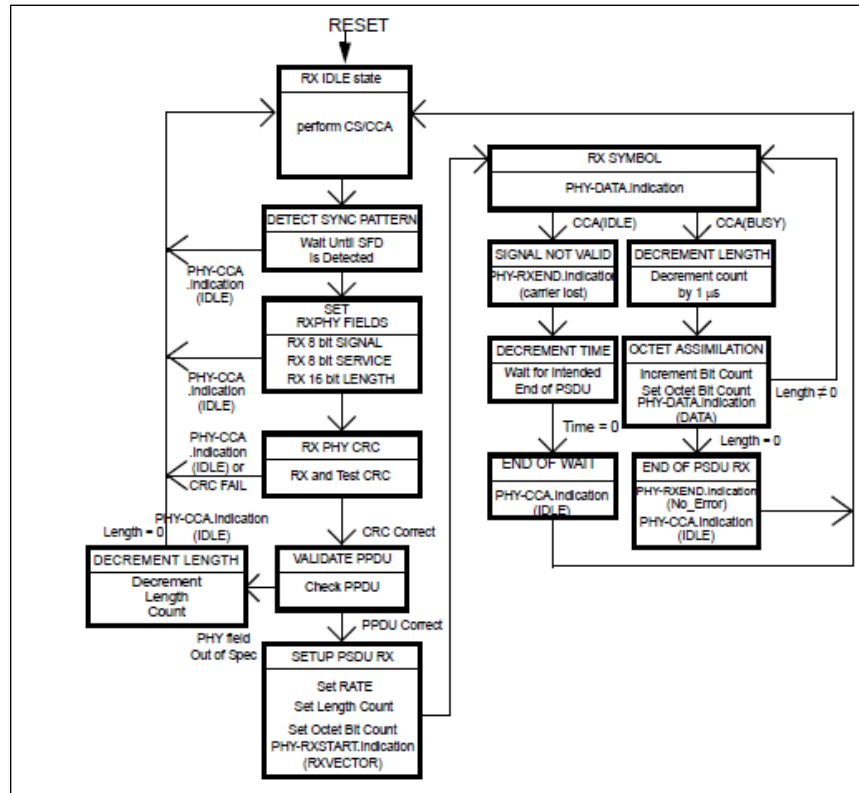 RESET
RX IDLE state
perform CS/CCA
DETECT SYNC PATTERN
Wait Until SFD
Is Detected
PHY-CCA
.Indication
(IDLE)
SET
RXPHY FIELDS
RX 8 bit SIGNAL
RX 8 bit SERVICE
RX 16 bit LENGTH
PHY-CCA
.Indication
(IDLE)
RX PHY CRC
RX and Test CRC
PHY-CCA
.Indication
(IDLE) or
CRC FAIL
CRC Correct
VALIDATE PPDU
Check PPDU
PHY-CCA.Indication
(IDLE)
Length = 0
DECREMENT LENGTH
Decrement
Length
Count
PHY field
Out of Spec
PPDU Correct
SETUP PSDU RX
Set RATE
Set Length Count
Set Octet Bit Count
PHY-RXSTART.indication
(RXVECTOR)
RX SYMBOL
PHY-DATA.Indication
CCA(IDLE)
CCA(BUSY)
SIGNAL NOT VALID
PHY-RXEND.Indication
(carrier lost)
DECREMENT LENGTH
Decrement count
by 1 µs
DECREMENT TIME
Wait for Intended
End of PSDU
OCTET ASSIMILATION
Increment Bit Count
Set Octet Bit Count
PHY-DATA.Indication
(DATA)
Length ≠ 0
Time = 0
Length = 0
END OF WAIT
PHY-CCA.Indication
(IDLE)
END OF PSDU RX
PHY-RXEND.Indication
(No_Error)
PHY-CCA.Indication
(IDLE)